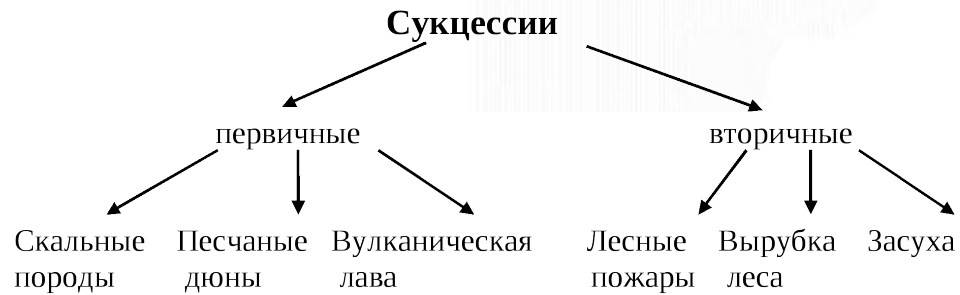 Сукцессии
первичные вторичные
Скальные Песчаные Вулканическая Лесные Вырубка Засуха
породы дюны лава пожары леса